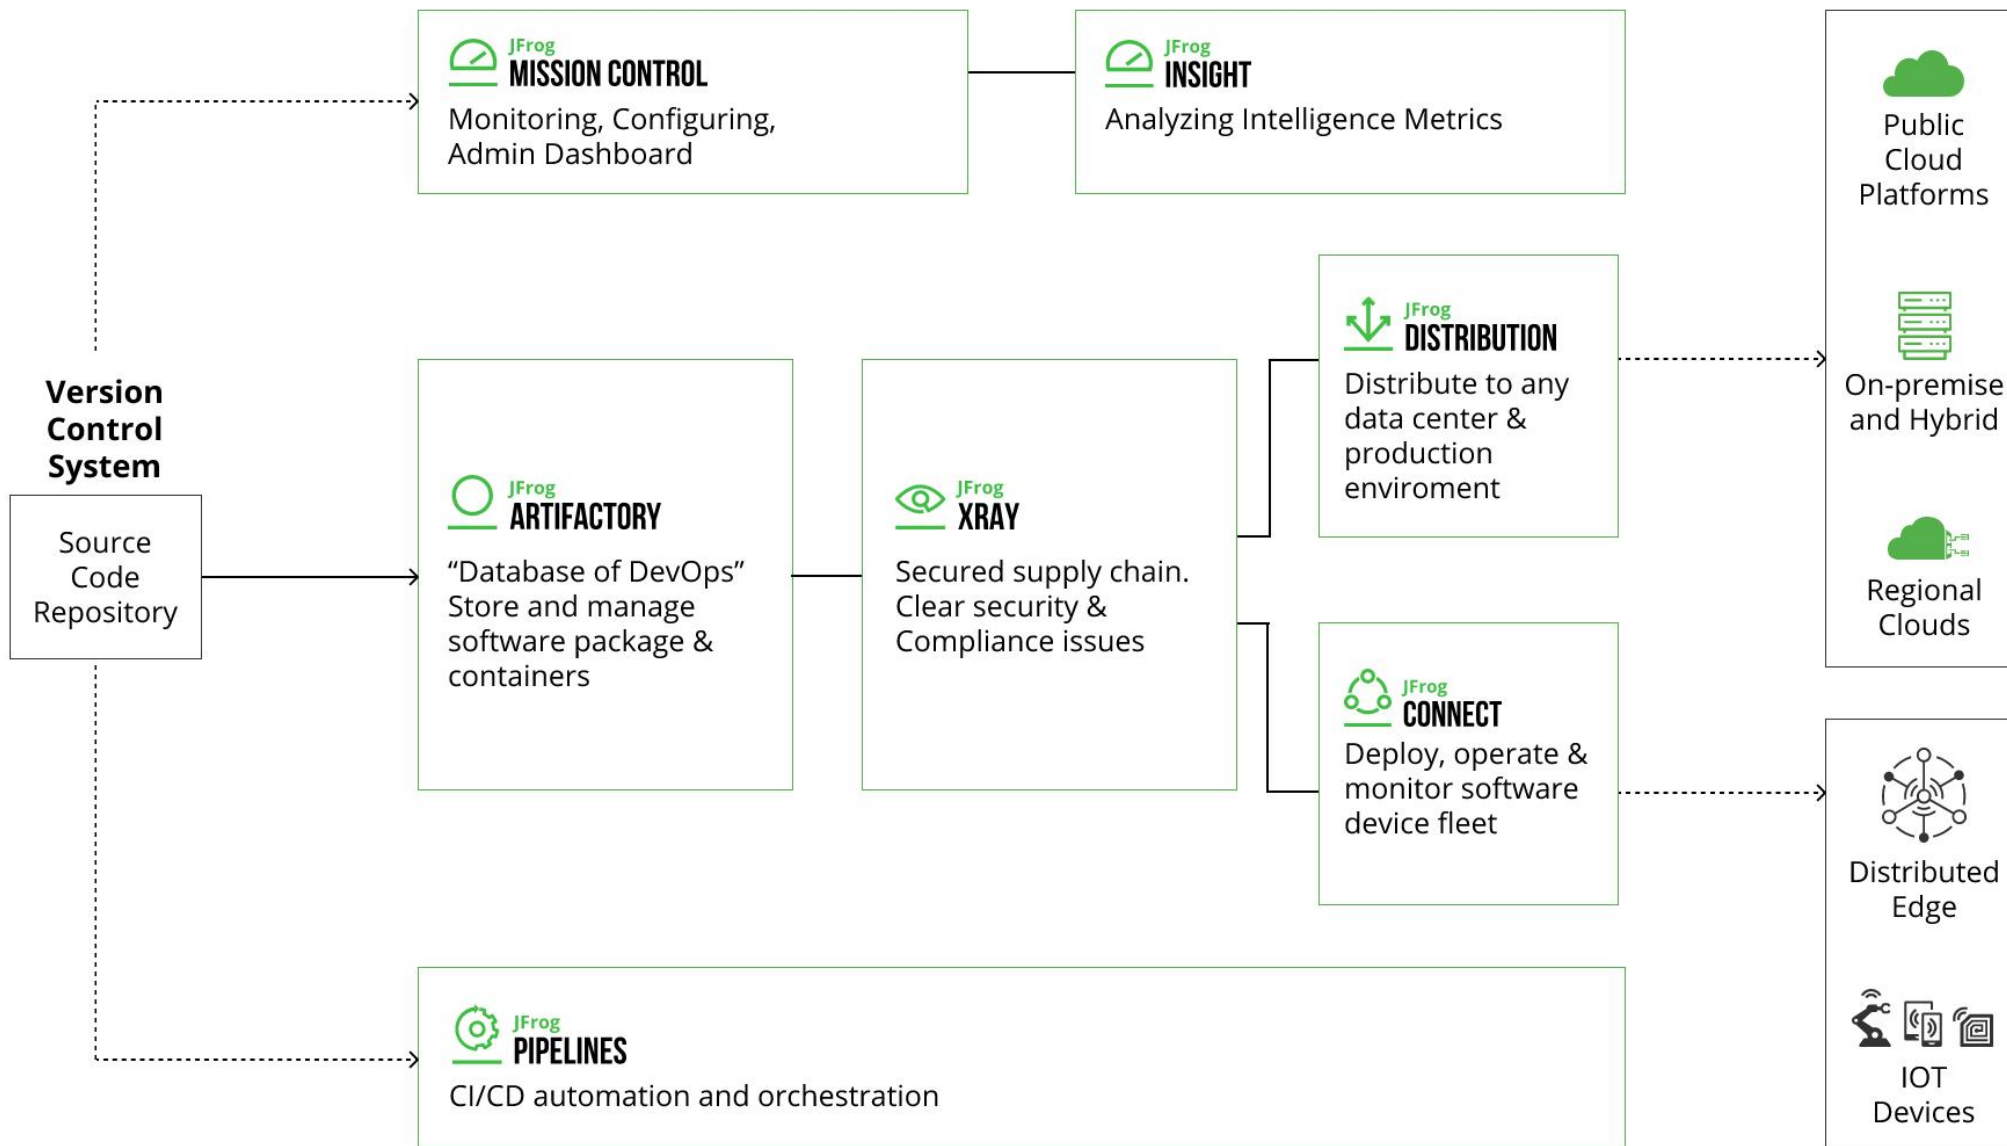 JFrog
MISSION CONTROL
Monitoring, Configuring,
Admin Dashboard
JFrog
INSIGHT
Analyzing Intelligence Metrics
Version
Control
System
Source
Code
Repository
JFrog
ARTIFACTORY
“Database of DevOps”
Store and manage
software package &
containers
JFrog
XRAY
Secured supply chain.
Clear security &
Compliance issues
JFrog
DISTRIBUTION
Distribute to any
data center &
production
enviroment
JFrog
CONNECT
Deploy, operate &
monitor software
device fleet
JFrog
PIPELINES
CI/CD automation and orchestration
Public
Cloud
Platforms
On-premise
and Hybrid
Regional
Clouds
Distributed
Edge
IOT
Devices